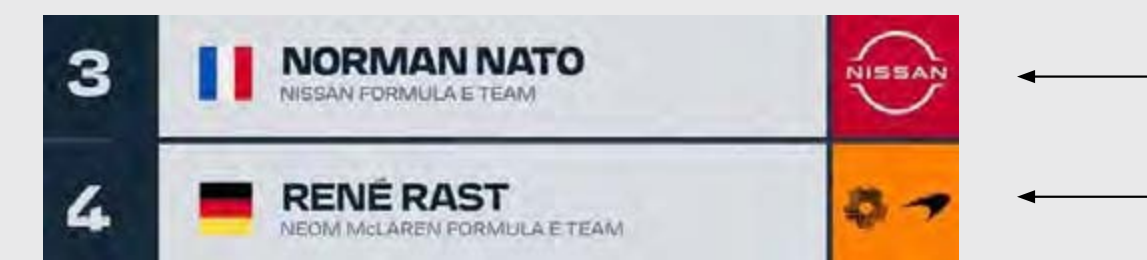 3
NORMAN NATO
NISSAN FORMULA E TEAM
NISSAN
4
RENÉ RAST
NEOM McLAREN FORMULA E TEAM